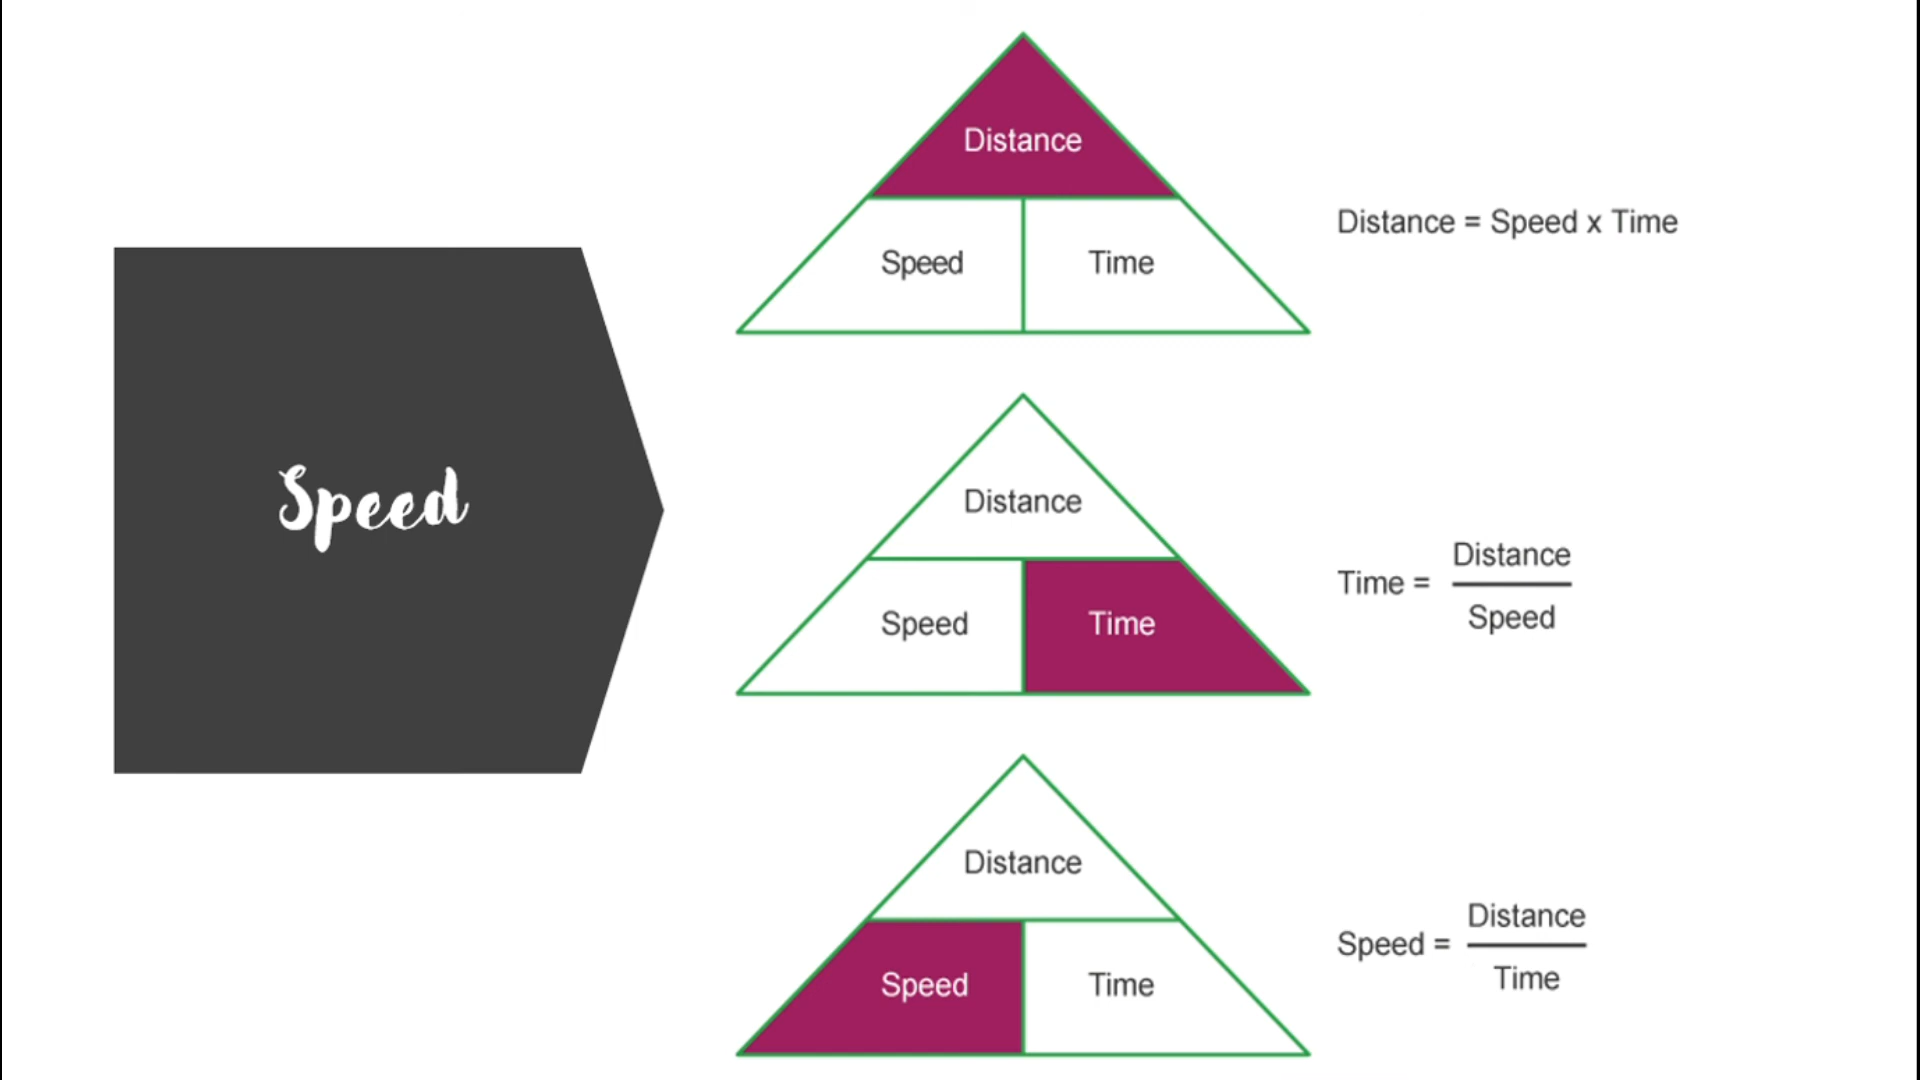 Speed
Distance
Speed Time
Distance = Speed x Time
Distance
Speed Time
Time = Distance
Speed
Distance
Speed Time
Speed = Distance
Time